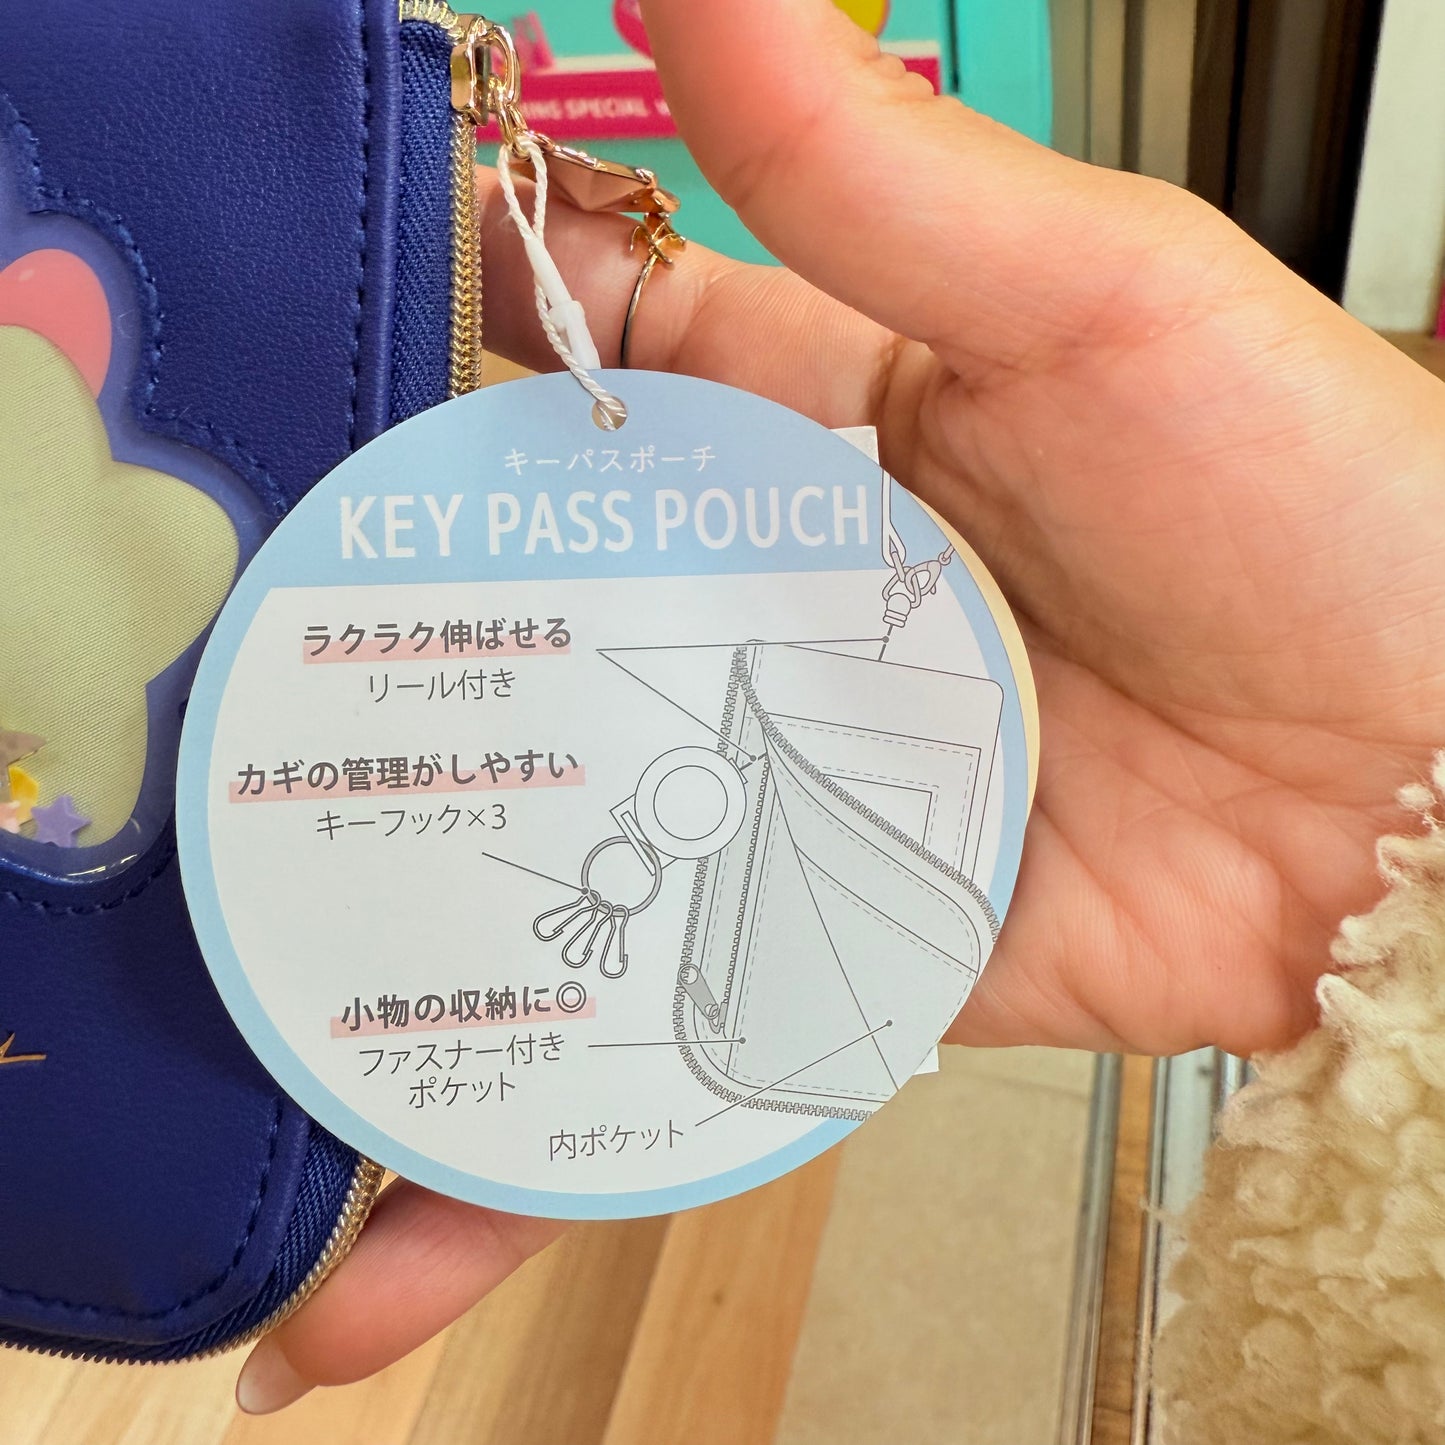 NING SPECIAL
キーパスポーチ
KEY PASS POUCH
ラクラク伸ばせる
リール付き
カギの管理がしやすい
キーフック×3
小物の収納に◎
ファスナー付き
ポケット
内ポケット